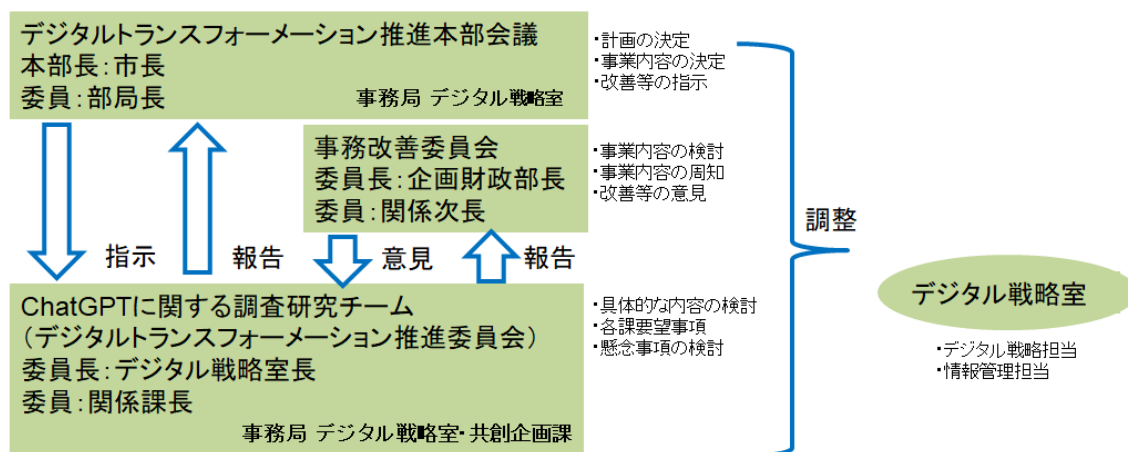 デジタルトランスフォーメーション推進本部会議
本部長:市長
委員:部局長
事務局 デジタル戦略室
・計画の決定
・事業内容の決定
・改善等の指示
事務改善委員会
委員長:企画財政部長
委員:関係次長
・事業内容の検討
・事業内容の周知
・改善等の意見
指示
報告
意見
報告
調整
ChatGPTに関する調査研究チーム
(デジタルトランスフォーメーション推進委員会)
委員長:デジタル戦略室長
委員:関係課長
事務局 デジタル戦略室・共創企画課
・具体的な内容の検討
・各課要望事項
・懸念事項の検討
デジタル戦略室
・デジタル戦略担当
・情報管理担当